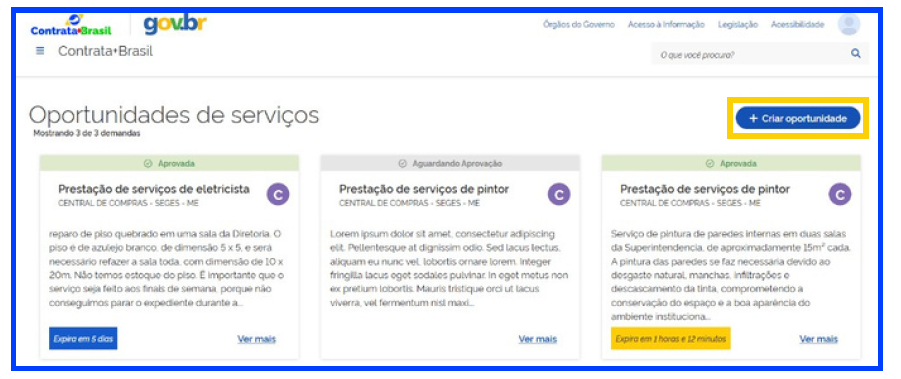 Contrata+Brasil
gov.br
Órgãos do Governo Acesso à Informação Legislação Acessibilidade
Contrata+Brasil
O que você procura?
Oportunidades de serviços
Mostrando 3 de 3 demandas
+ Criar oportunidade
Aprovada
Prestação de serviços de eletricista
CENTRAL DE COMPRAS - SEGES - ME
C
reparo de piso quebrado em uma sala da Diretoria. O
piso é de azulejo branco, de dimensão 5 x 5, e será
necessário refazer a sala toda, com dimensão de 10 x
20m. Não temos estoque do piso. É importante que o
serviço seja feito aos finais de semana, porque não
conseguimos parar o expediente durante a...
Expira em 5 dias
Ver mais
Aguardando Aprovação
Prestação de serviços de pintor
CENTRAL DE COMPRAS - SEGES - ME
C
Lorem ipsum dolor sit amet, consectetur adipiscing
elit. Pellentesque at dignissim odio. Sed lacus lectus,
aliquam eu nunc vel, lobortis ornare lorem. Integer
fringilla lacus eget sodales pulvinar. In eget metus non
ex pretium lobortis. Mauris tristique orci ut lacus
viverra, vel fermentum nisl maxi...
Ver mais
Aprovada
Prestação de serviços de pintor
CENTRAL DE COMPRAS - SEGES - ME
C
Serviço de pintura de paredes internas em duas salas
da Superintendencia, de aproximadamente 15m² cada.
A pintura das paredes se faz necessária devido ao
desgaste natural, manchas, infiltrações e
descascamento da tinta, comprometendo a
conservação do espaço e a boa aparência do
ambiente instituciona...
Expira em 1 horas e 12 minutos
Ver mais